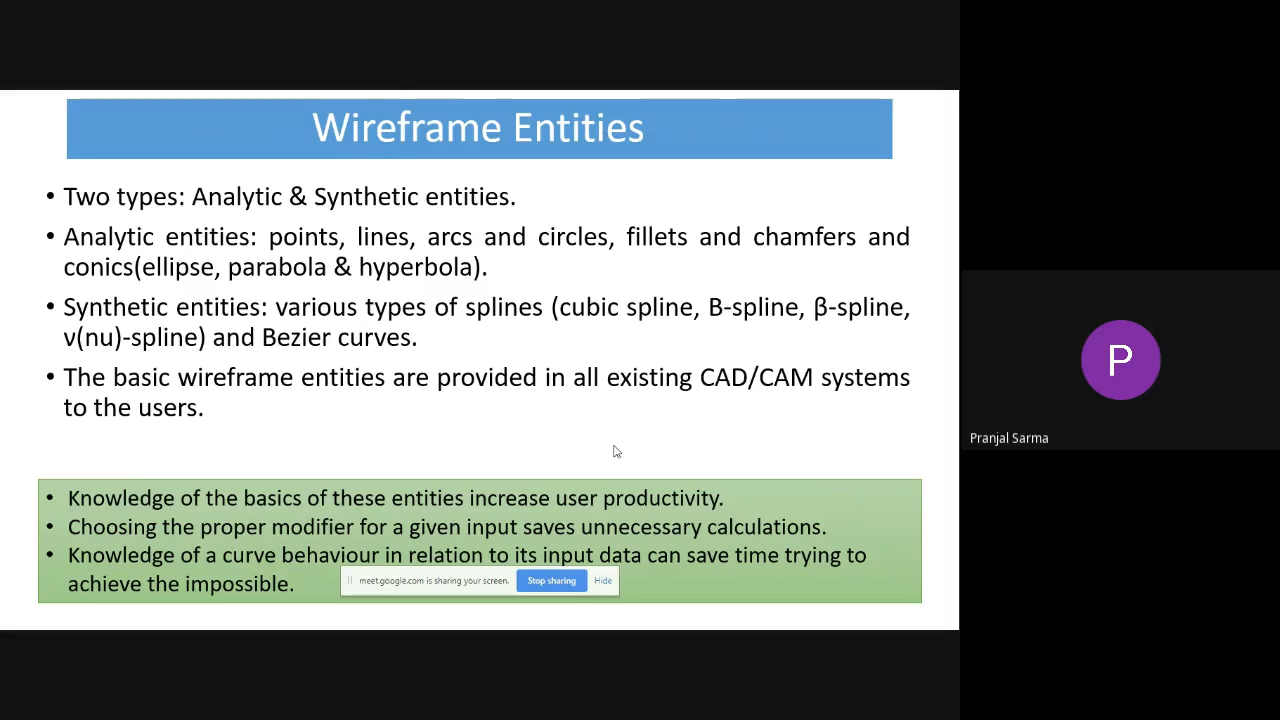 Wireframe Entities
• Two types: Analytic & Synthetic entities.
• Analytic entities: points, lines, arcs and circles, fillets and chamfers and
conics(ellipse, parabola & hyperbola).
• Synthetic entities: various types of splines (cubic spline, B-spline, β-spline,
ν(nu)-spline) and Bezier curves.
• The basic wireframe entities are provided in all existing CAD/CAM systems
to the users.
• Knowledge of the basics of these entities increase user productivity.
• Choosing the proper modifier for a given input saves unnecessary calculations.
• Knowledge of a curve behaviour in relation to its input data can save time trying to
achieve the impossible.
meet.google.com is sharing your screen. Stop sharing Hide
P
Pranjal Sarma